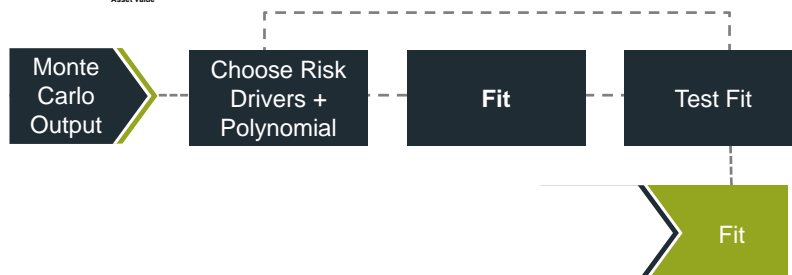 Asset Value
Monte
Carlo
Output
Choose Risk
Drivers +
Polynomial
Fit
Test Fit
Fit